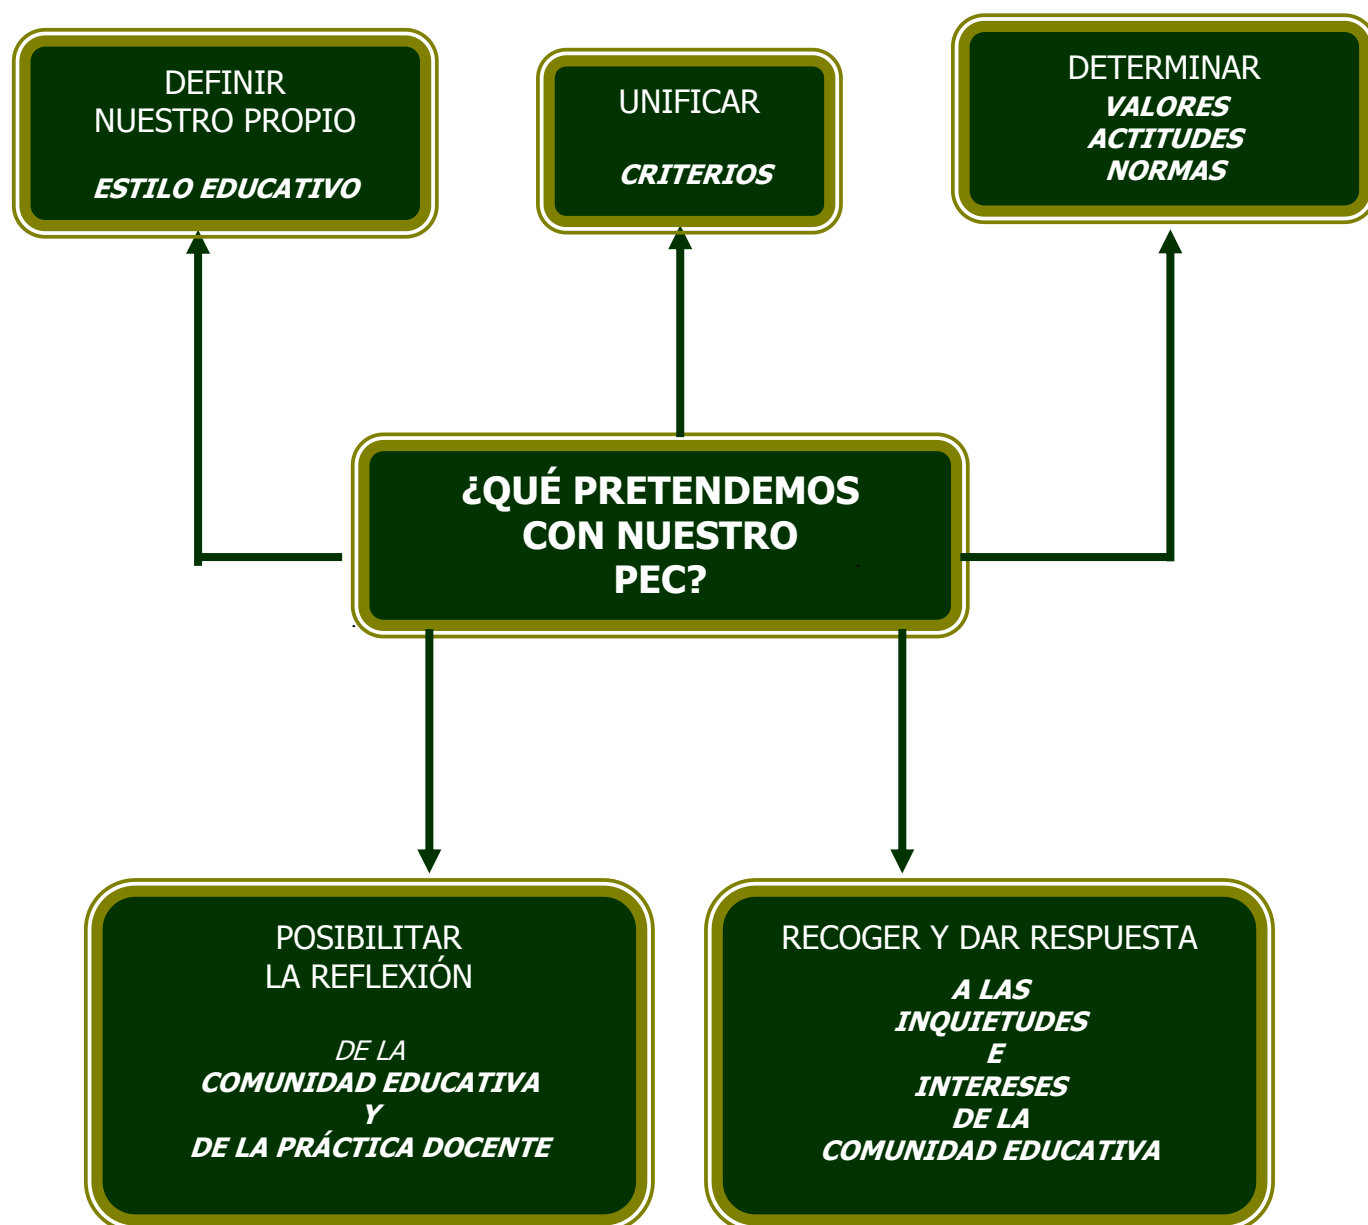 DEFINIR
NUESTRO PROPIO
ESTILO EDUCATIVO
UNIFICAR
CRITERIOS
DETERMINAR
VALORES
ACTITUDES
NORMAS
¿QUÉ PRETENDEMOS
CON NUESTRO
PEC?
POSIBILITAR
LA REFLEXIÓN
DE LA
COMUNIDAD EDUCATIVA
Y
DE LA PRÁCTICA DOCENTE
RECOGER Y DAR RESPUESTA
A LAS
INQUIETUDES
E
INTERESES
DE LA
COMUNIDAD EDUCATIVA